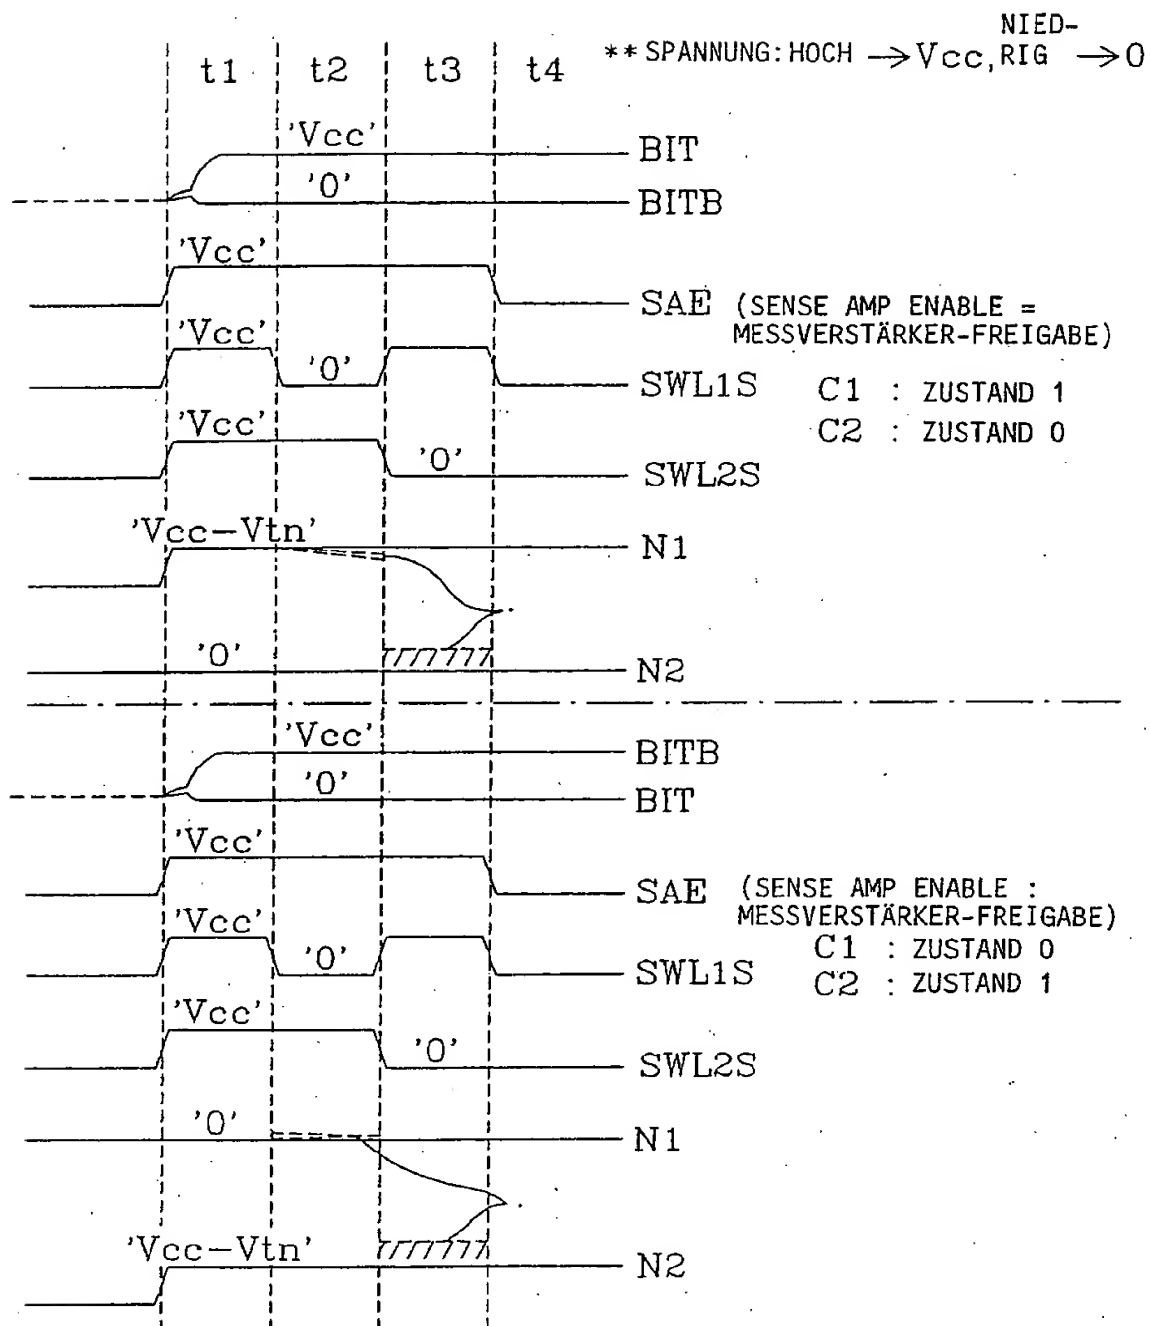 NIED-
t1 t2 t3 t4 ** SPANNUNG: HOCH → Vcc, RIG → 0
'Vcc' BIT
'0' BITB
'Vcc' SAE (SENSE AMP ENABLE =
MESSVERSTÄRKER-FREIGABE)
'Vcc' '0' SWL1S C1 : ZUSTAND 1
C2 : ZUSTAND 0
'Vcc' '0' SWL2S
'Vcc-Vtn' N1
'0' N2
'Vcc' BITB
'0' BIT
'Vcc' SAE (SENSE AMP ENABLE :
MESSVERSTÄRKER-FREIGABE)
'Vcc' '0' SWL1S C1 : ZUSTAND 0
C2 : ZUSTAND 1
'Vcc' '0' SWL2S
'0' N1
'Vcc-Vtn' N2